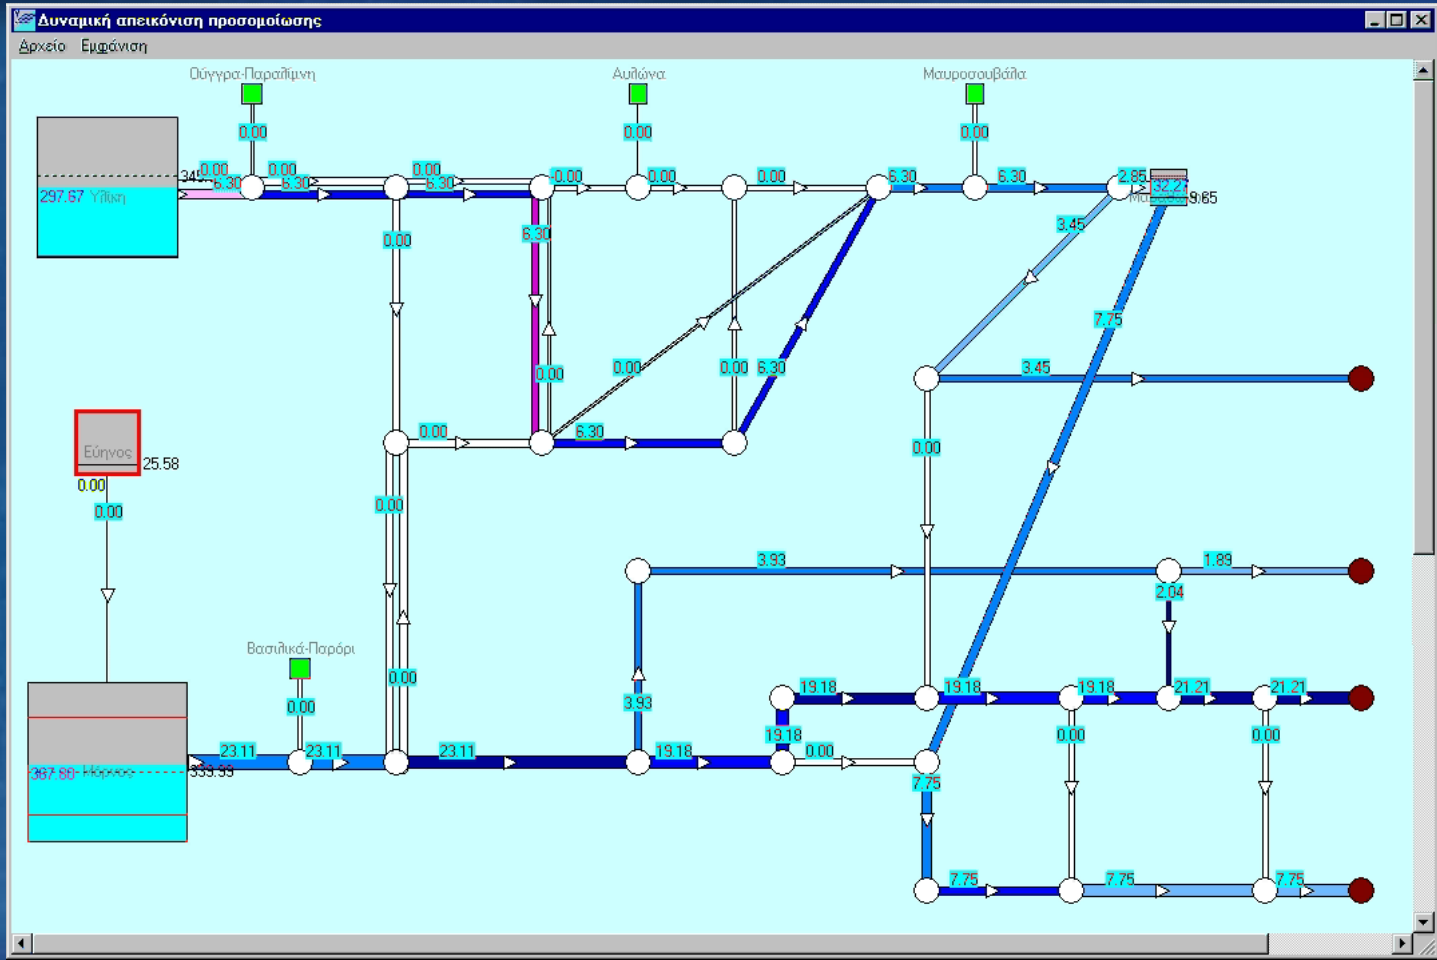 Δυναμική απεικόνιση προσομοίωσης
Αρχείο Εμφάνιση
Ούγγρα-Παραλίμνη Αυλώνα Μαυροσουβάλα
0.00 0.00 0.00
0.00 0.00 0.00 -0.00 0.00 0.00 6.30 6.30 2.85
6.30 6.30 6.30 32.27
297.67 Υλίκη 9.65
3.45
0.00 6.30
7.75
0.00 0.00 0.00 6.30 3.45
0.00 6.30
0.00
Εύηνος 25.58
0.00
0.00 0.00
3.93 1.89
2.04
Βασιλικά-Παρόρι
0.00
19.18 19.18 19.18 21.21 21.21
0.00 3.93
19.18 0.00 0.00
23.11 23.11 23.11 19.18 0.00
367.80 Μόρνος 333.99
7.75
7.75 7.75 7.75